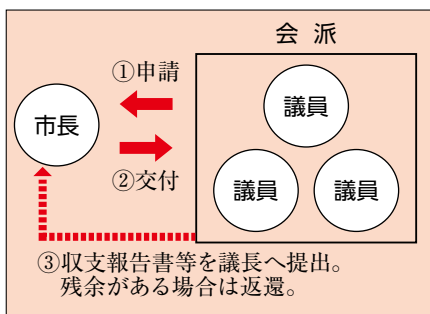 会派
①申請
市長
議員
②交付
議員 議員
③収支報告書等を議長へ提出。
残余がある場合は返還。